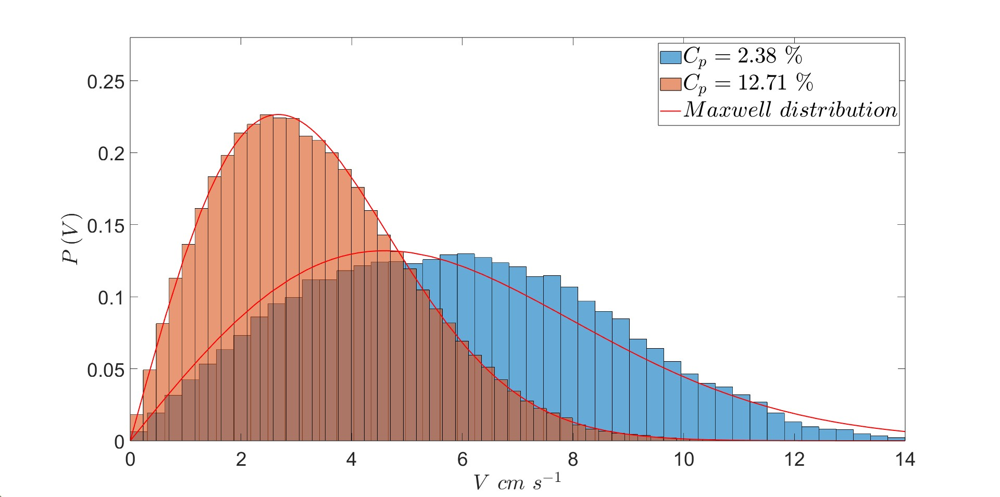 C_p = 2.38 %
C_p = 12.71 %
Maxwell distribution
0.25
0.2
0.15
0.1
0.05
0
P (V)
0 2 4 6 8 10 12 14
V cm s^{-1}